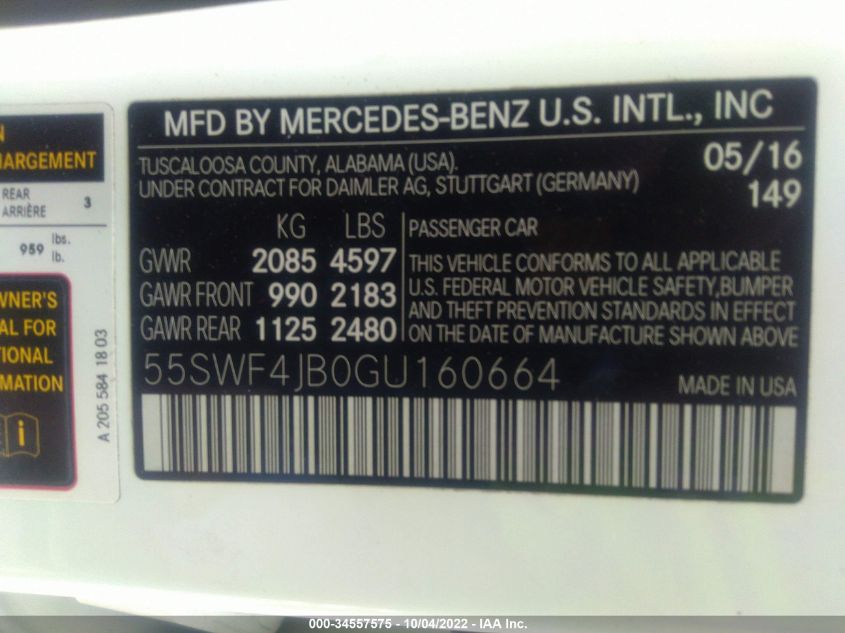 N
HARGEMENT
REAR
ARRIÈRE 3
959 lbs.
lb.
WNER'S
AL FOR
TIONAL
MATION
i
A 205 584 18 03
MFD BY MERCEDES-BENZ U.S. INTL., INC
TUSCALOOSA COUNTY, ALABAMA (USA). 05/16
UNDER CONTRACT FOR DAIMLER AG, STUTTGART (GERMANY) 149
KG LBS PASSENGER CAR
GVWR 2085 4597 THIS VEHICLE CONFORMS TO ALL APPLICABLE
GAWR FRONT 990 2183 U.S. FEDERAL MOTOR VEHICLE SAFETY, BUMPER
AND THEFT PREVENTION STANDARDS IN EFFECT
GAWR REAR 1125 2480 ON THE DATE OF MANUFACTURE SHOWN ABOVE
55SWF4JB0GU160664 MADE IN USA
000-34557575 - 10/04/2022 - IAA Inc.